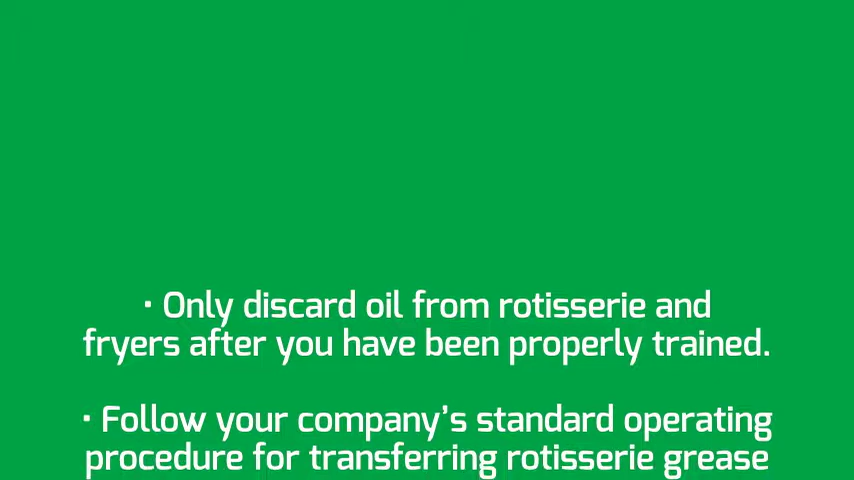 · Only discard oil from rotisserie and
fryers after you have been properly trained.
· Follow your company’s standard operating
procedure for transferring rotisserie grease